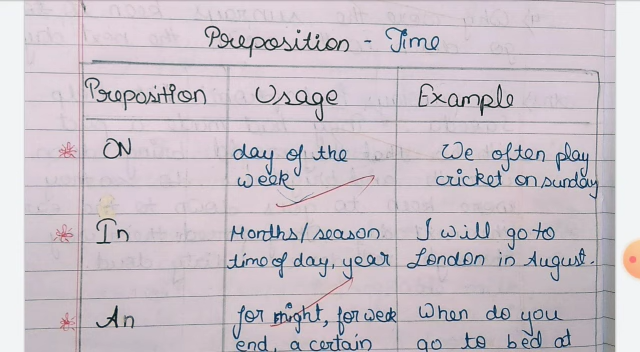 Preposition - Time
Preposition Usage Example
ON day of the We often play
week cricket on sunday
In Months/season I will go to
time of day, year London in August.
An for night, for week When do you
end, a certain go to bed at